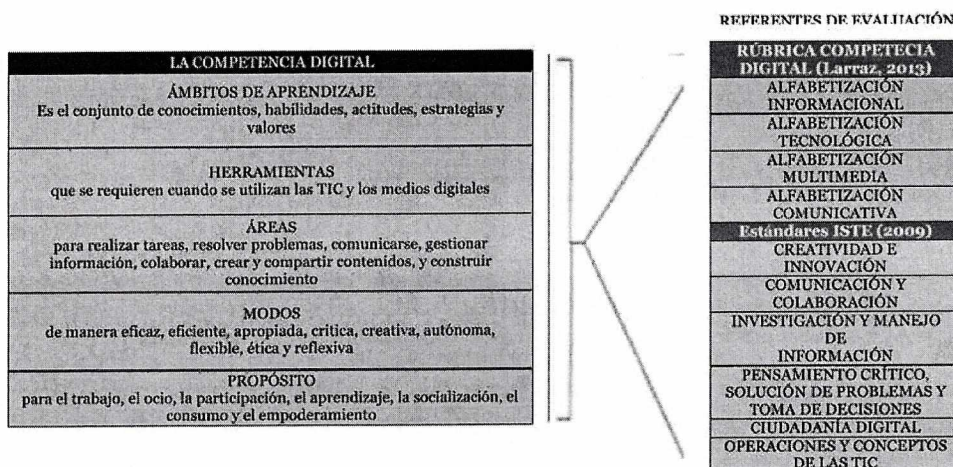 REFERENTES DE EVALUACIÓN
LA COMPETENCIA DIGITAL
ÁMBITOS DE APRENDIZAJE
Es el conjunto de conocimientos, habilidades, actitudes, estrategias y
valores
HERRAMIENTAS
que se requieren cuando se utilizan las TIC y los medios digitales
ÁREAS
para realizar tareas, resolver problemas, comunicarse, gestionar
información, colaborar, crear y compartir contenidos, y construir
conocimiento
MODOS
de manera eficaz, eficiente, apropiada, crítica, creativa, autónoma,
flexible, ética y reflexiva
PROPÓSITO
para el trabajo, el ocio, la participación, el aprendizaje, la socialización, el
consumo y el empoderamiento
RÚBRICA COMPETECIA
DIGITAL (Larraz, 2013)
ALFABETIZACIÓN
INFORMACIONAL
ALFABETIZACIÓN
TECNOLÓGICA
ALFABETIZACIÓN
MULTIMEDIA
ALFABETIZACIÓN
COMUNICATIVA
Estándares ISTE (2009)
CREATIVIDAD E
INNOVACIÓN
COMUNICACIÓN Y
COLABORACIÓN
INVESTIGACIÓN Y MANEJO
DE
INFORMACIÓN
PENSAMIENTO CRÍTICO,
SOLUCIÓN DE PROBLEMAS Y
TOMA DE DECISIONES
CIUDADANÍA DIGITAL
OPERACIONES Y CONCEPTOS
DE LAS TIC